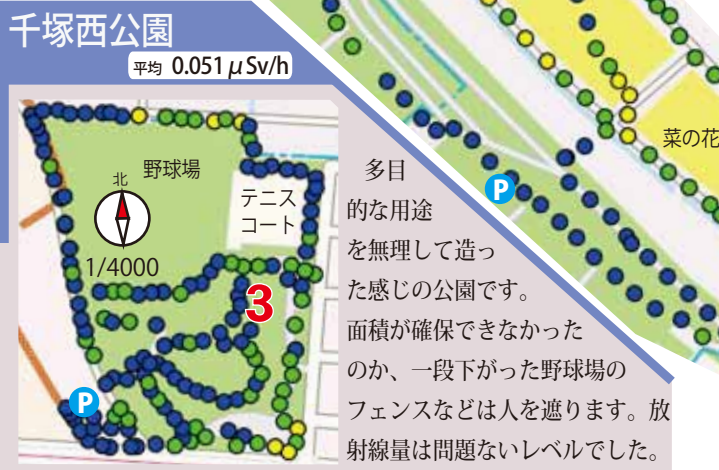 千塚西公園
平均 0.051 μSv/h
北
野球場
テニス
コート
1/4000
3
P
多目
的な用途
を無理して造っ
た感じの公園です。
面積が確保できなかった
のか、一段下がった野球場の
フェンスなどは人を遮ります。放
射線量は問題ないレベルでした。
P
菜の花